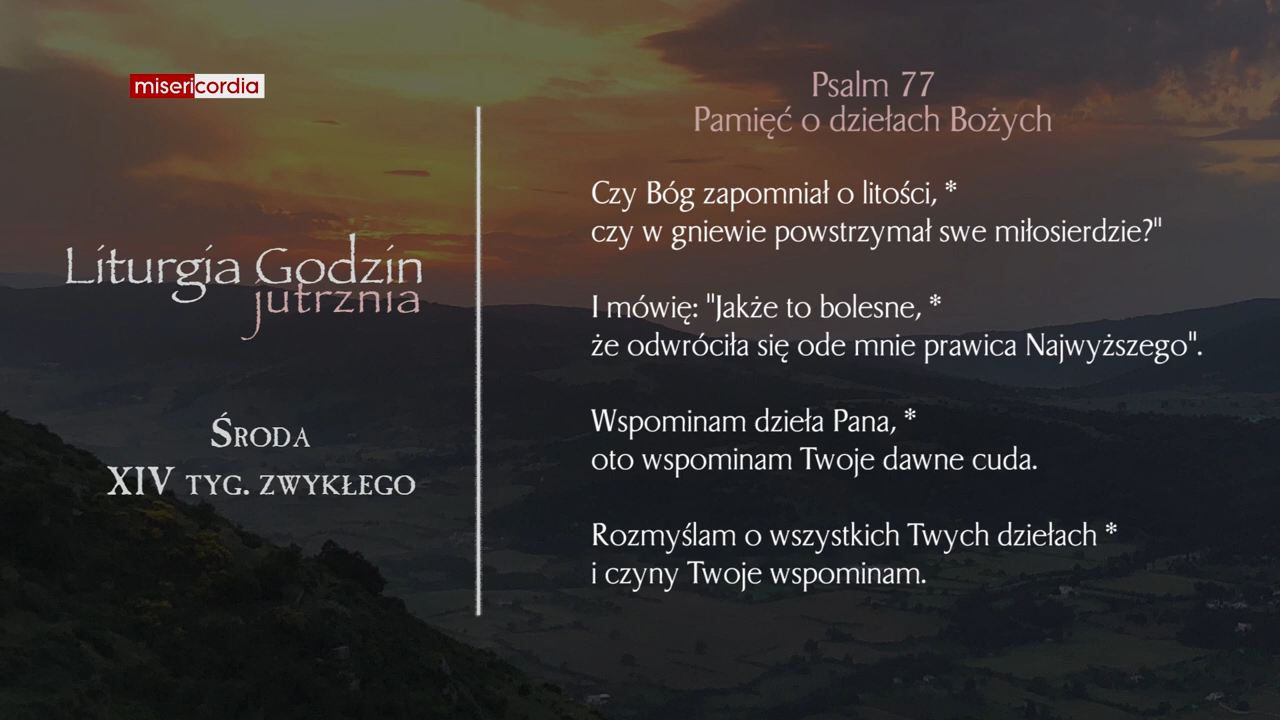 misericordia
Liturgia Godzin
jutrznia
Środa
XIV tyg. zwykłego
Psalm 77
Pamięć o dziełach Bożych
Czy Bóg zapomniał o litości, *
czy w gniewie powstrzymał swe miłosierdzie?"
I mówię: "Jakże to bolesne, *
że odwróciła się ode mnie prawica Najwyższego".
Wspominam dzieła Pana, *
oto wspominam Twoje dawne cuda.
Rozmyślam o wszystkich Twych dziełach *
i czyny Twoje wspominam.